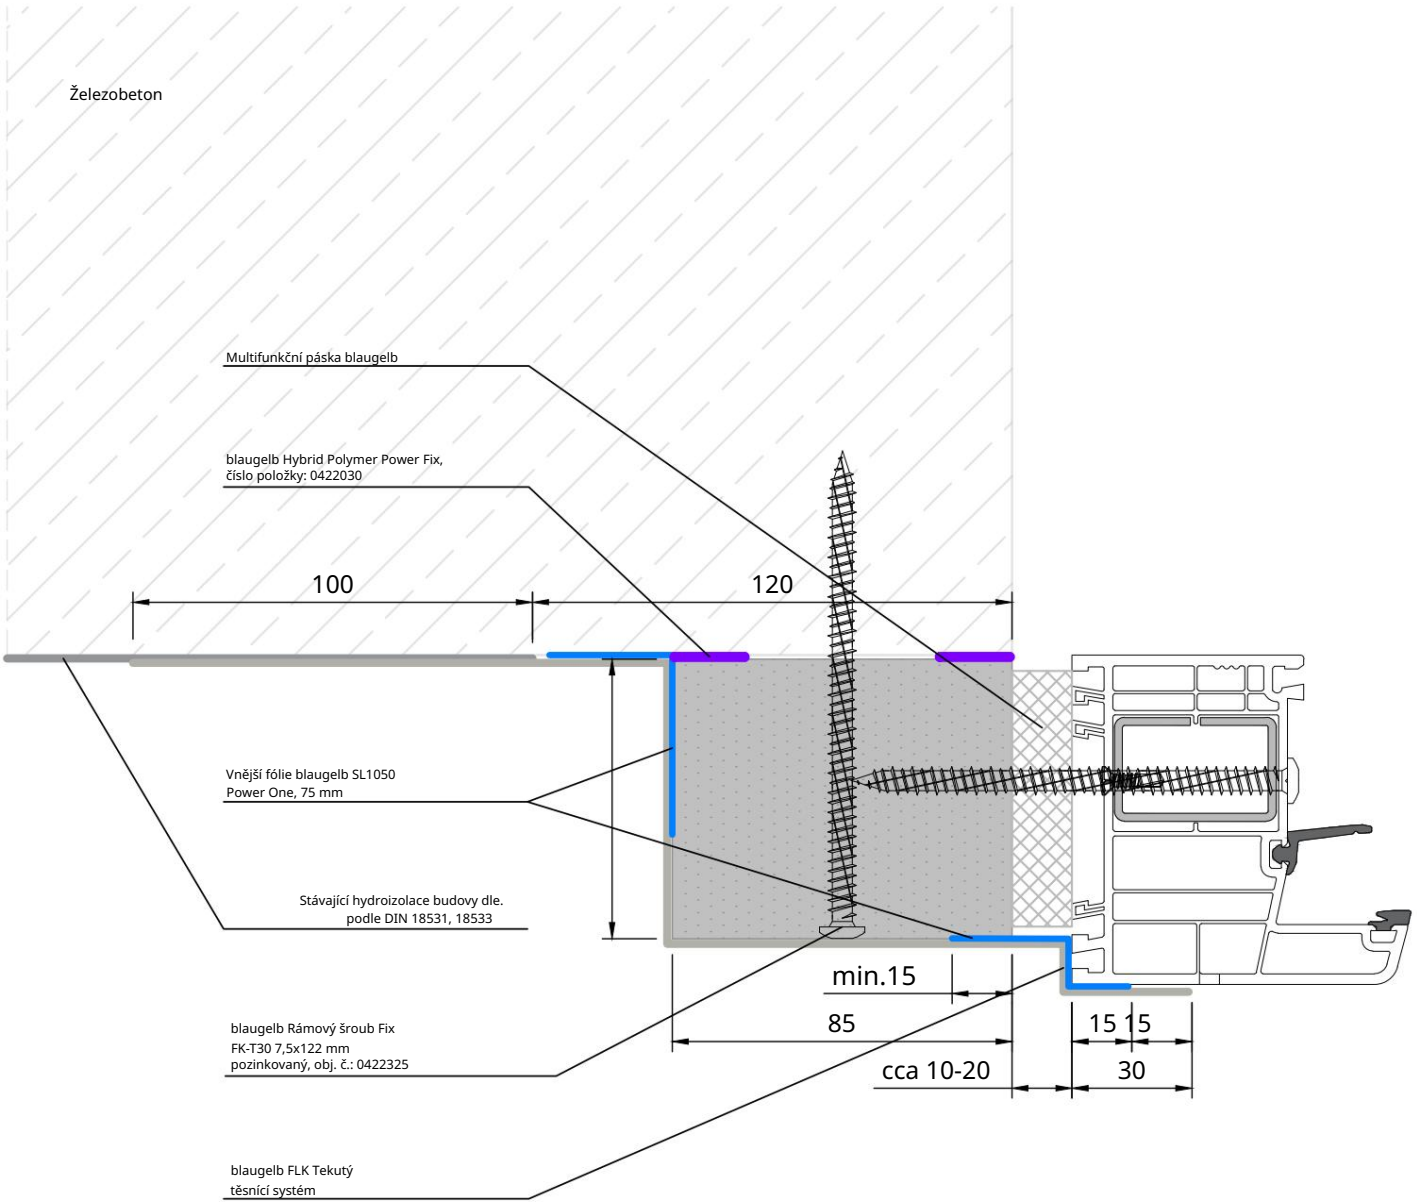 Železobeton
Multifunkční páska blaugelb
blaugelb Hybrid Polymer Power Fix,
číslo položky: 0422030
100
120
Vnější fólie blaugelb SL1050
Power One, 75 mm
Stávající hydroizolace budovy dle.
podle DIN 18531, 18533
min.15
85
15 15
cca 10-20
30
blaugelb Rámový šroub Fix
FK-T30 7,5x122 mm
pozinkovaný, obj. č.: 0422325
blaugelb FLK Tekutý
těsnící systém